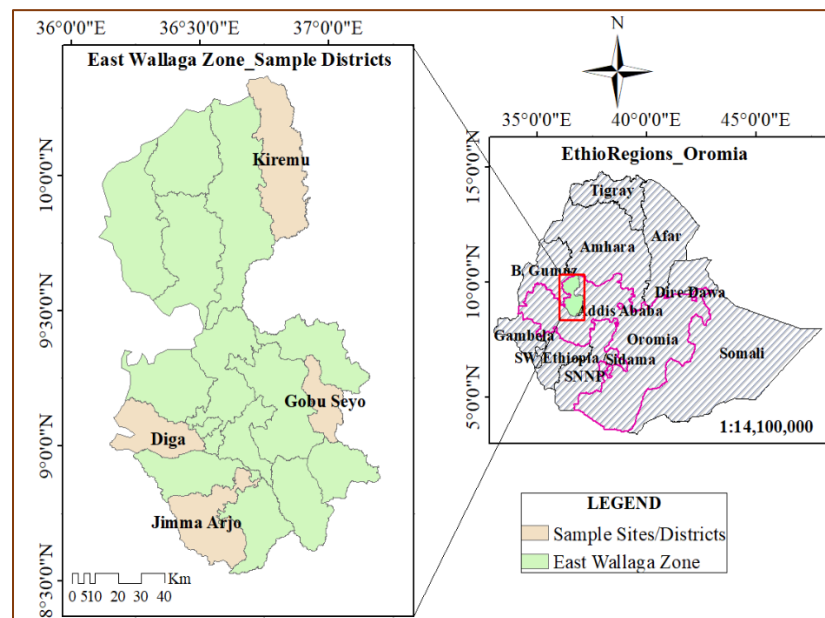 36°0'0"E 36°30'0"E 37°0'0"E
East Wallaga Zone_Sample Districts
10°0'0"N
9°30'0"N
9°0'0"N
8°30'0"N
Kiremu
Gobu Seyo
Diga
Jimma Arjo
Km
0 510 20 30 40
N
35°0'0"E 40°0'0"E 45°0'0"E
EthioRegions_Oromia
15°0'0"N
10°0'0"N
5°0'0"N
Tigray
Afar
Amhara
B. Gumuz
Dire Dawa
Addis Ababa
Gambela
Oromia
SW Ethiopia
Sidama
Somali
SNNP
1:14,100,000
LEGEND
Sample Sites/Districts
East Wallaga Zone